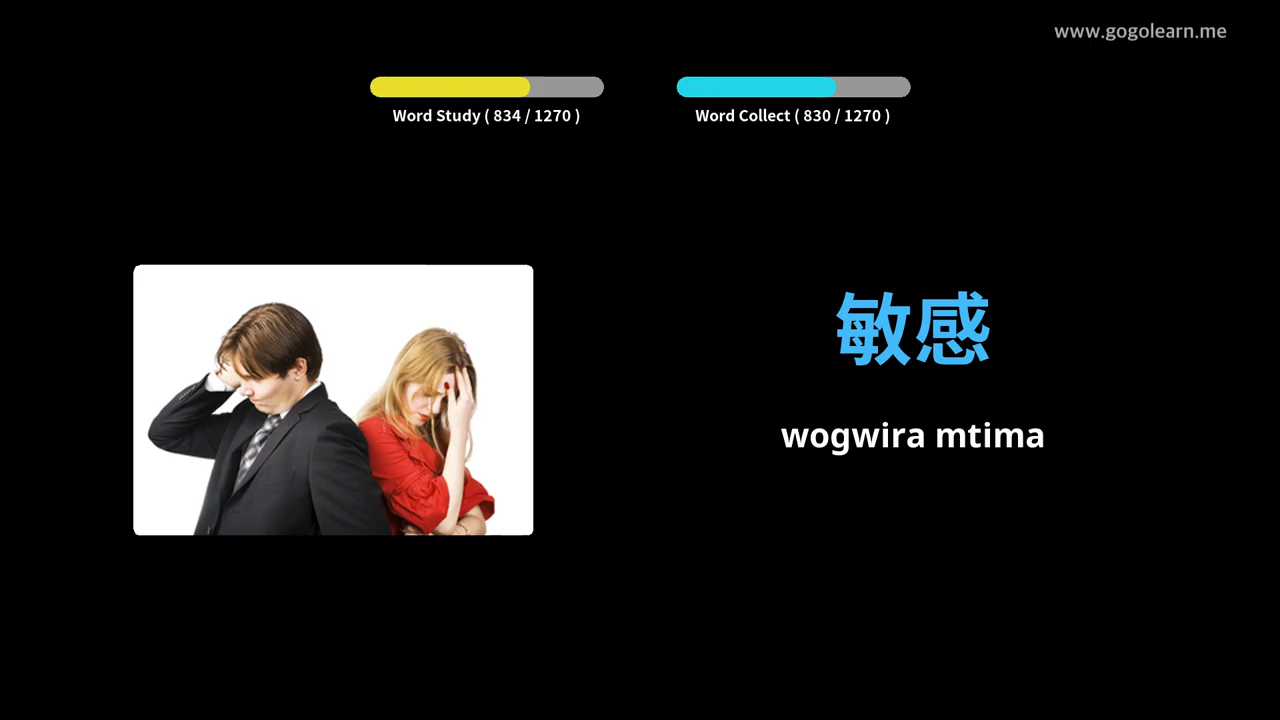 www.gogolearn.me
Word Study ( 834 / 1270 )
Word Collect ( 830 / 1270 )
敏感
wogwira mtima